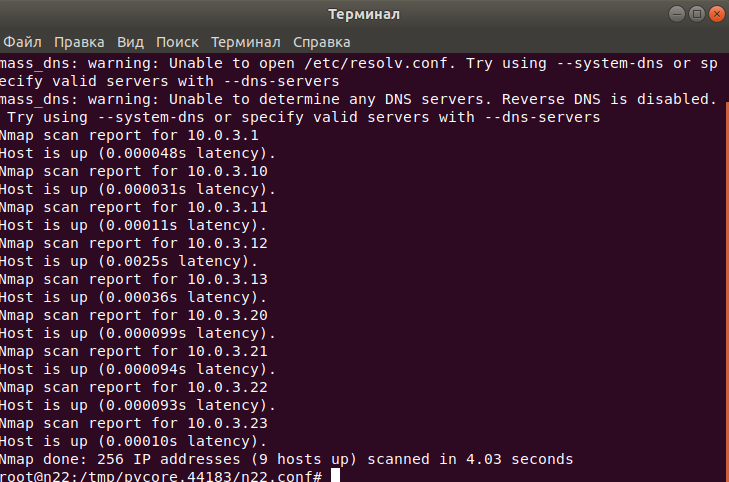 Терминал
Файл Правка Вид Поиск Терминал Справка
mass_dns: warning: Unable to open /etc/resolv.conf. Try using --system-dns or sp
ecify valid servers with --dns-servers
mass_dns: warning: Unable to determine any DNS servers. Reverse DNS is disabled.
 Try using --system-dns or specify valid servers with --dns-servers
Nmap scan report for 10.0.3.1
Host is up (0.000048s latency).
Nmap scan report for 10.0.3.10
Host is up (0.000031s latency).
Nmap scan report for 10.0.3.11
Host is up (0.00011s latency).
Nmap scan report for 10.0.3.12
Host is up (0.0025s latency).
Nmap scan report for 10.0.3.13
Host is up (0.00036s latency).
Nmap scan report for 10.0.3.20
Host is up (0.000099s latency).
Nmap scan report for 10.0.3.21
Host is up (0.000094s latency).
Nmap scan report for 10.0.3.22
Host is up (0.000093s latency).
Nmap scan report for 10.0.3.23
Host is up (0.00010s latency).
Nmap done: 256 IP addresses (9 hosts up) scanned in 4.03 seconds
root@n22:/tmp/pycore.44183/n22.conf#